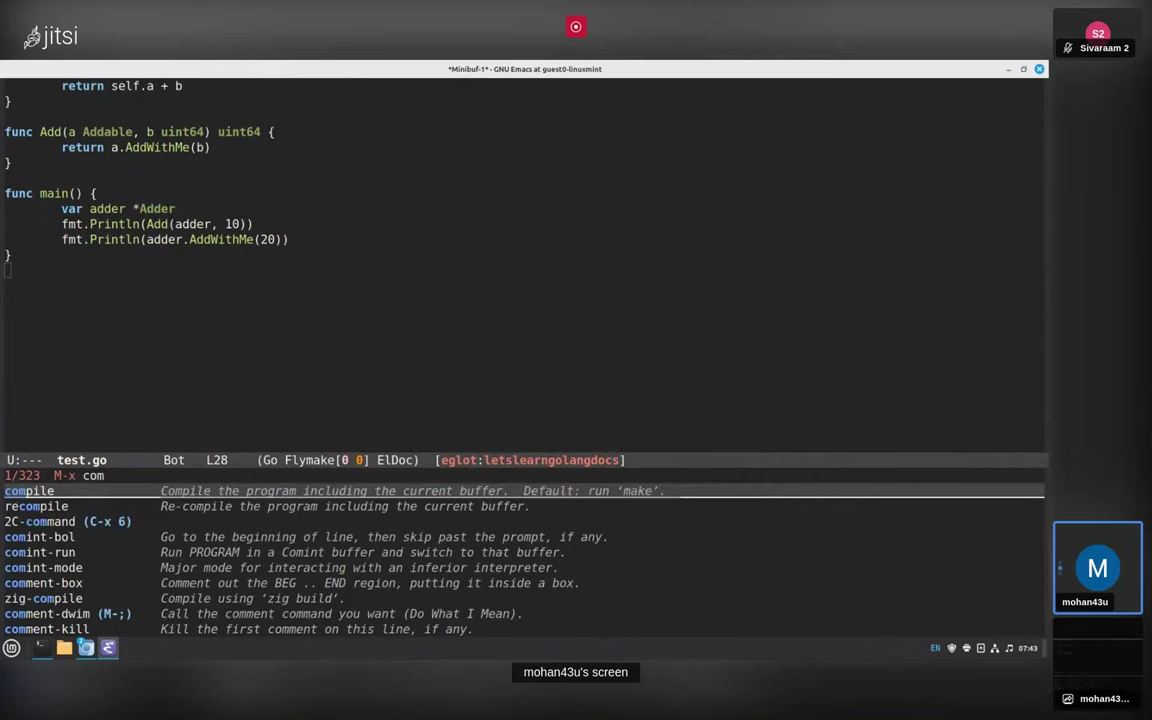 jitsi
S2
Sivaraam 2
*Minibuf-1* - GNU Emacs at guest0-linuxmint
return self.a + b
}
func Add(a Addable, b uint64) uint64 {
return a.AddWithMe(b)
}
func main() {
var adder *Adder
fmt.Println(Add(adder, 10))
fmt.Println(adder.AddWithMe(20))
}
U:--- test.go Bot L28 (Go Flymake[0 0] ElDoc) [eglot:letslearngolangdocs]
1/323 M-x com
compile Compile the program including the current buffer. Default: run ‘make’.
recompile Re-compile the program including the current buffer.
2C-command (C-x 6)
comint-bol Go to the beginning of line, then skip past the prompt, if any.
comint-run Run PROGRAM in a Comint buffer and switch to that buffer.
comint-mode Major mode for interacting with an inferior interpreter.
comment-box Comment out the BEG .. END region, putting it inside a box.
zig-compile Compile using ‘zig build‘.
comment-dwim (M-;) Call the comment command you want (Do What I Mean).
comment-kill Kill the first comment on this line, if any.
EN 07:43
mohan43u's screen
M
mohan43u
mohan43...